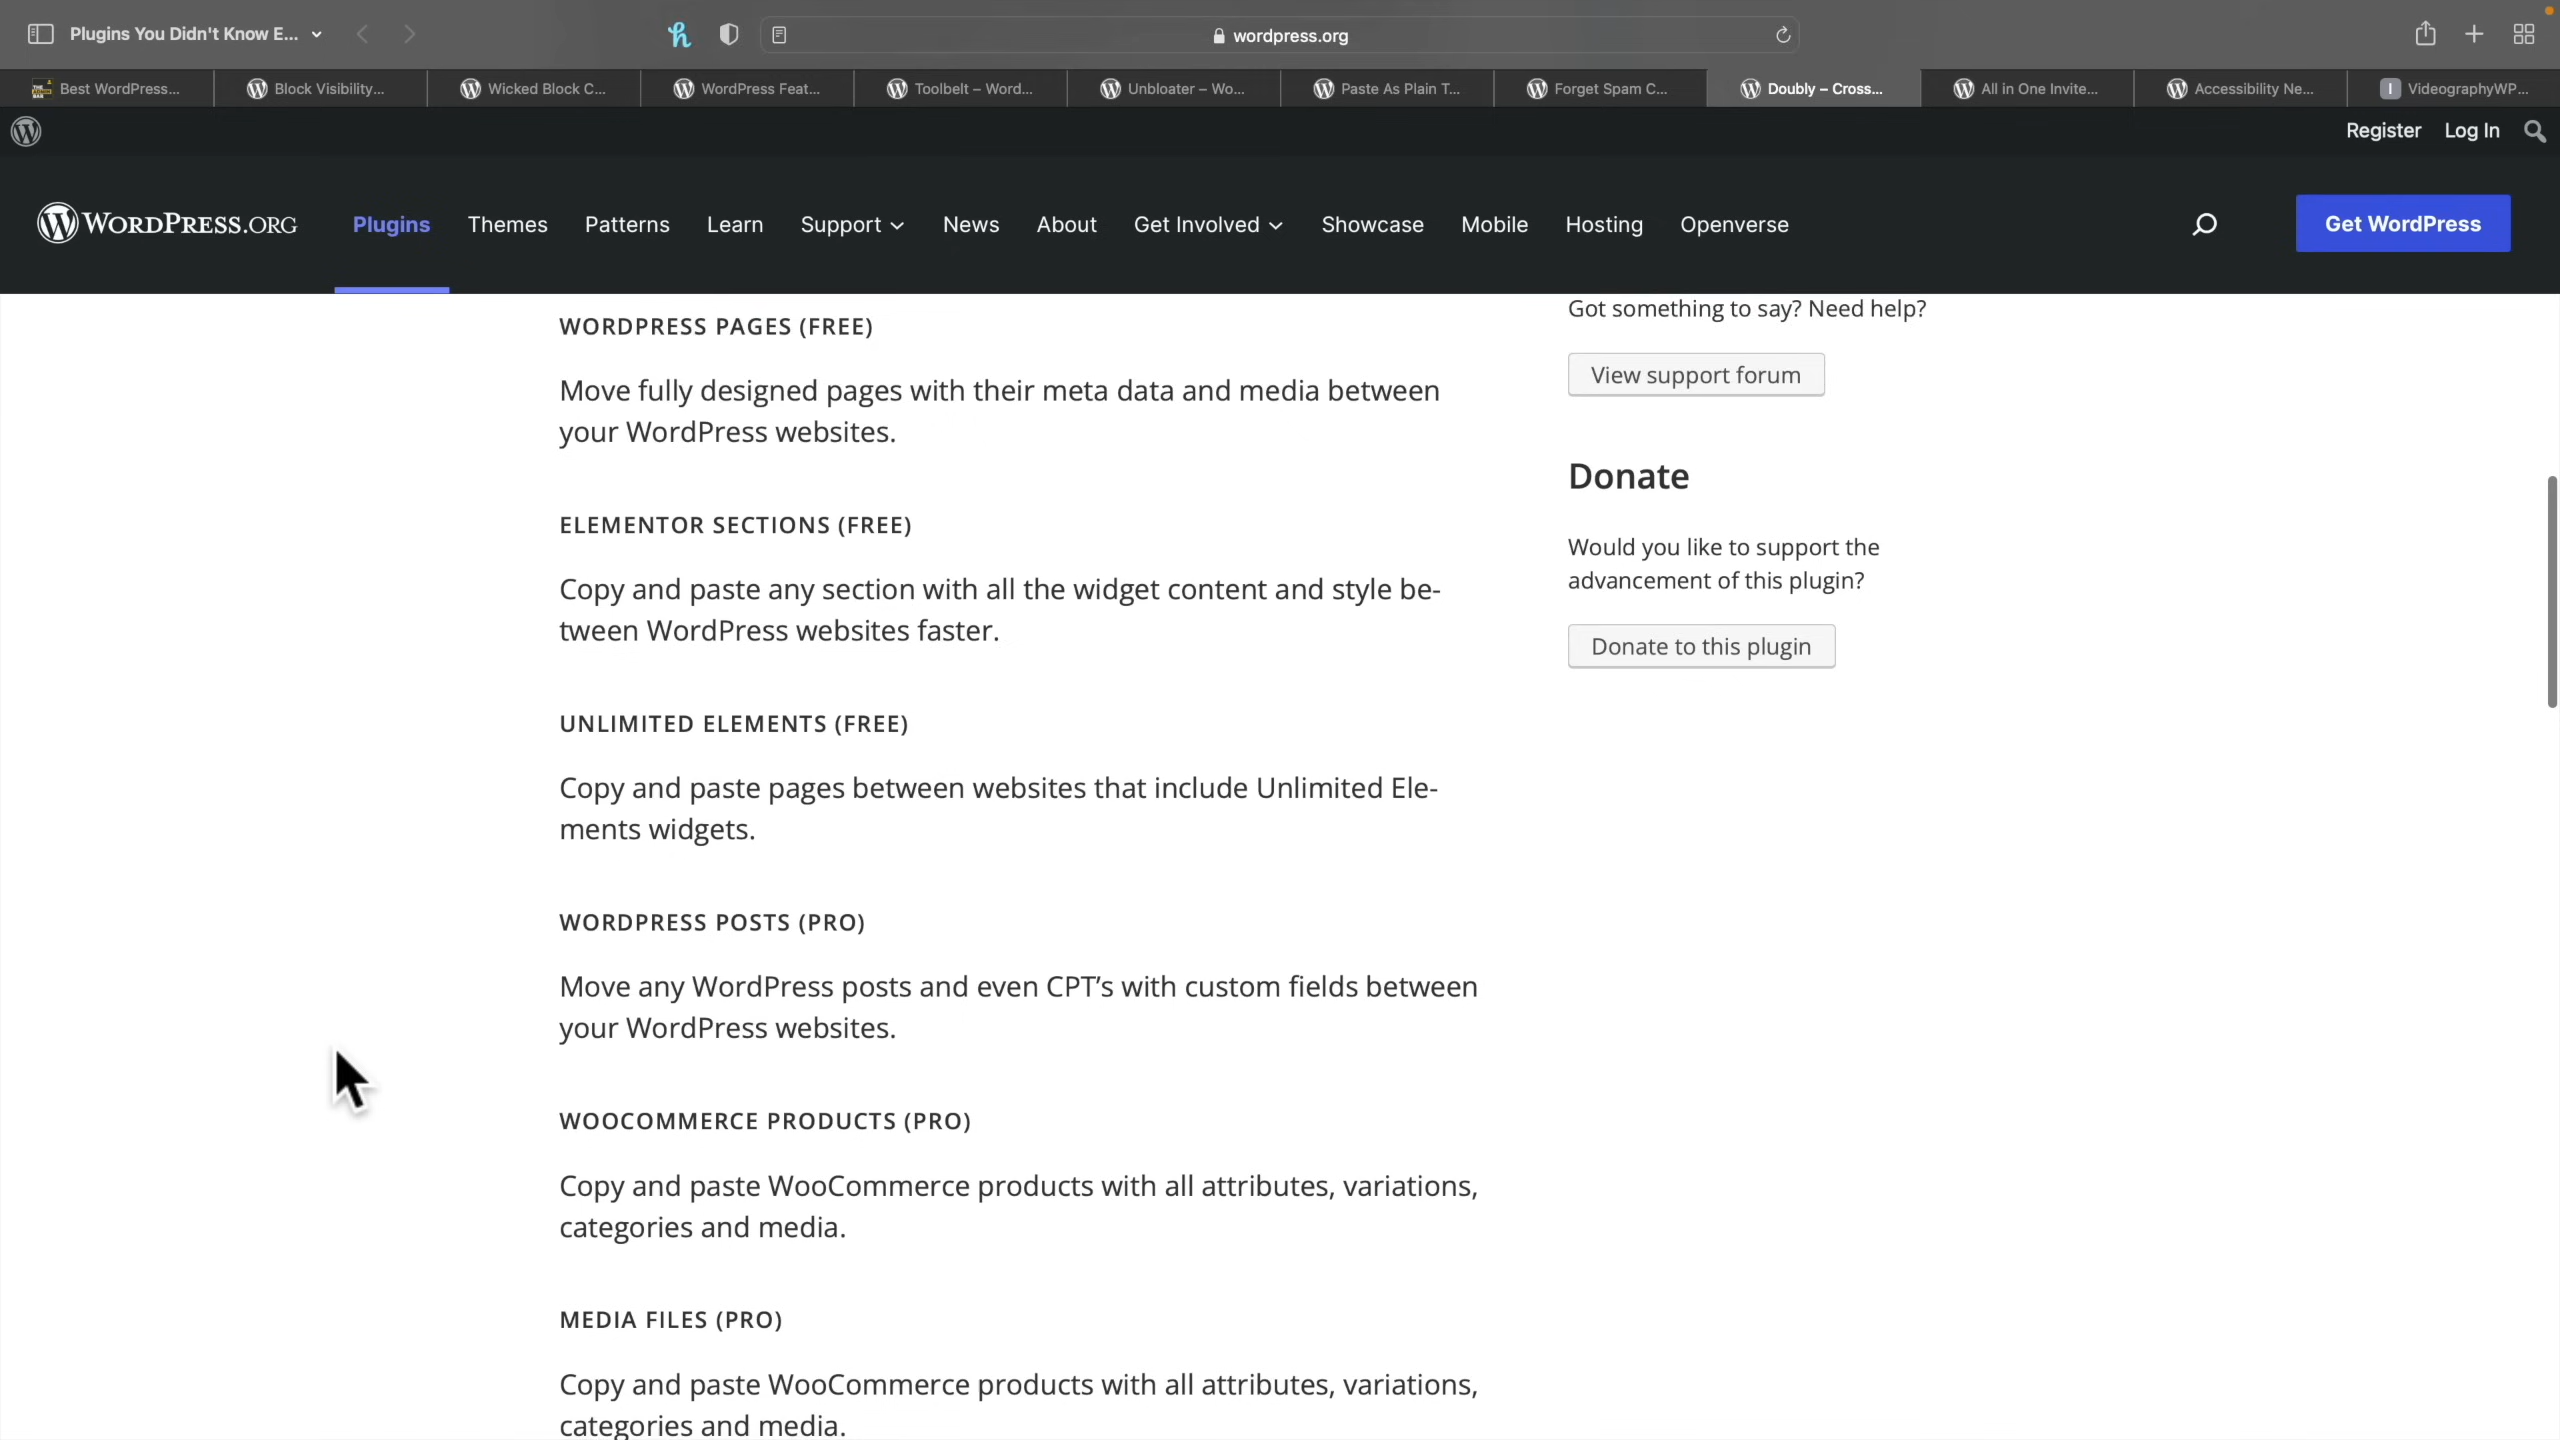 Plugins You Didn't Know E...
wordpress.org
Best WordPress...
Block Visibility...
Wicked Block C...
WordPress Feat...
Toolbelt – Word...
Unbloater – Wo...
Paste As Plain T...
Forget Spam C...
Doubly – Cross...
All in One Invite...
Accessibility Ne...
VideographyWP...
Register Log In
WORDPRESS.ORG
Plugins Themes Patterns Learn Support News About Get Involved Showcase Mobile Hosting Openverse
Get WordPress
WORDPRESS PAGES (FREE)
Move fully designed pages with their meta data and media between
your WordPress websites.
ELEMENTOR SECTIONS (FREE)
Copy and paste any section with all the widget content and style be-
tween WordPress websites faster.
UNLIMITED ELEMENTS (FREE)
Copy and paste pages between websites that include Unlimited Ele-
ments widgets.
WORDPRESS POSTS (PRO)
Move any WordPress posts and even CPT’s with custom fields between
your WordPress websites.
WOOCOMMERCE PRODUCTS (PRO)
Copy and paste WooCommerce products with all attributes, variations,
categories and media.
MEDIA FILES (PRO)
Copy and paste WooCommerce products with all attributes, variations,
categories and media.
Got something to say? Need help?
View support forum
Donate
Would you like to support the
advancement of this plugin?
Donate to this plugin